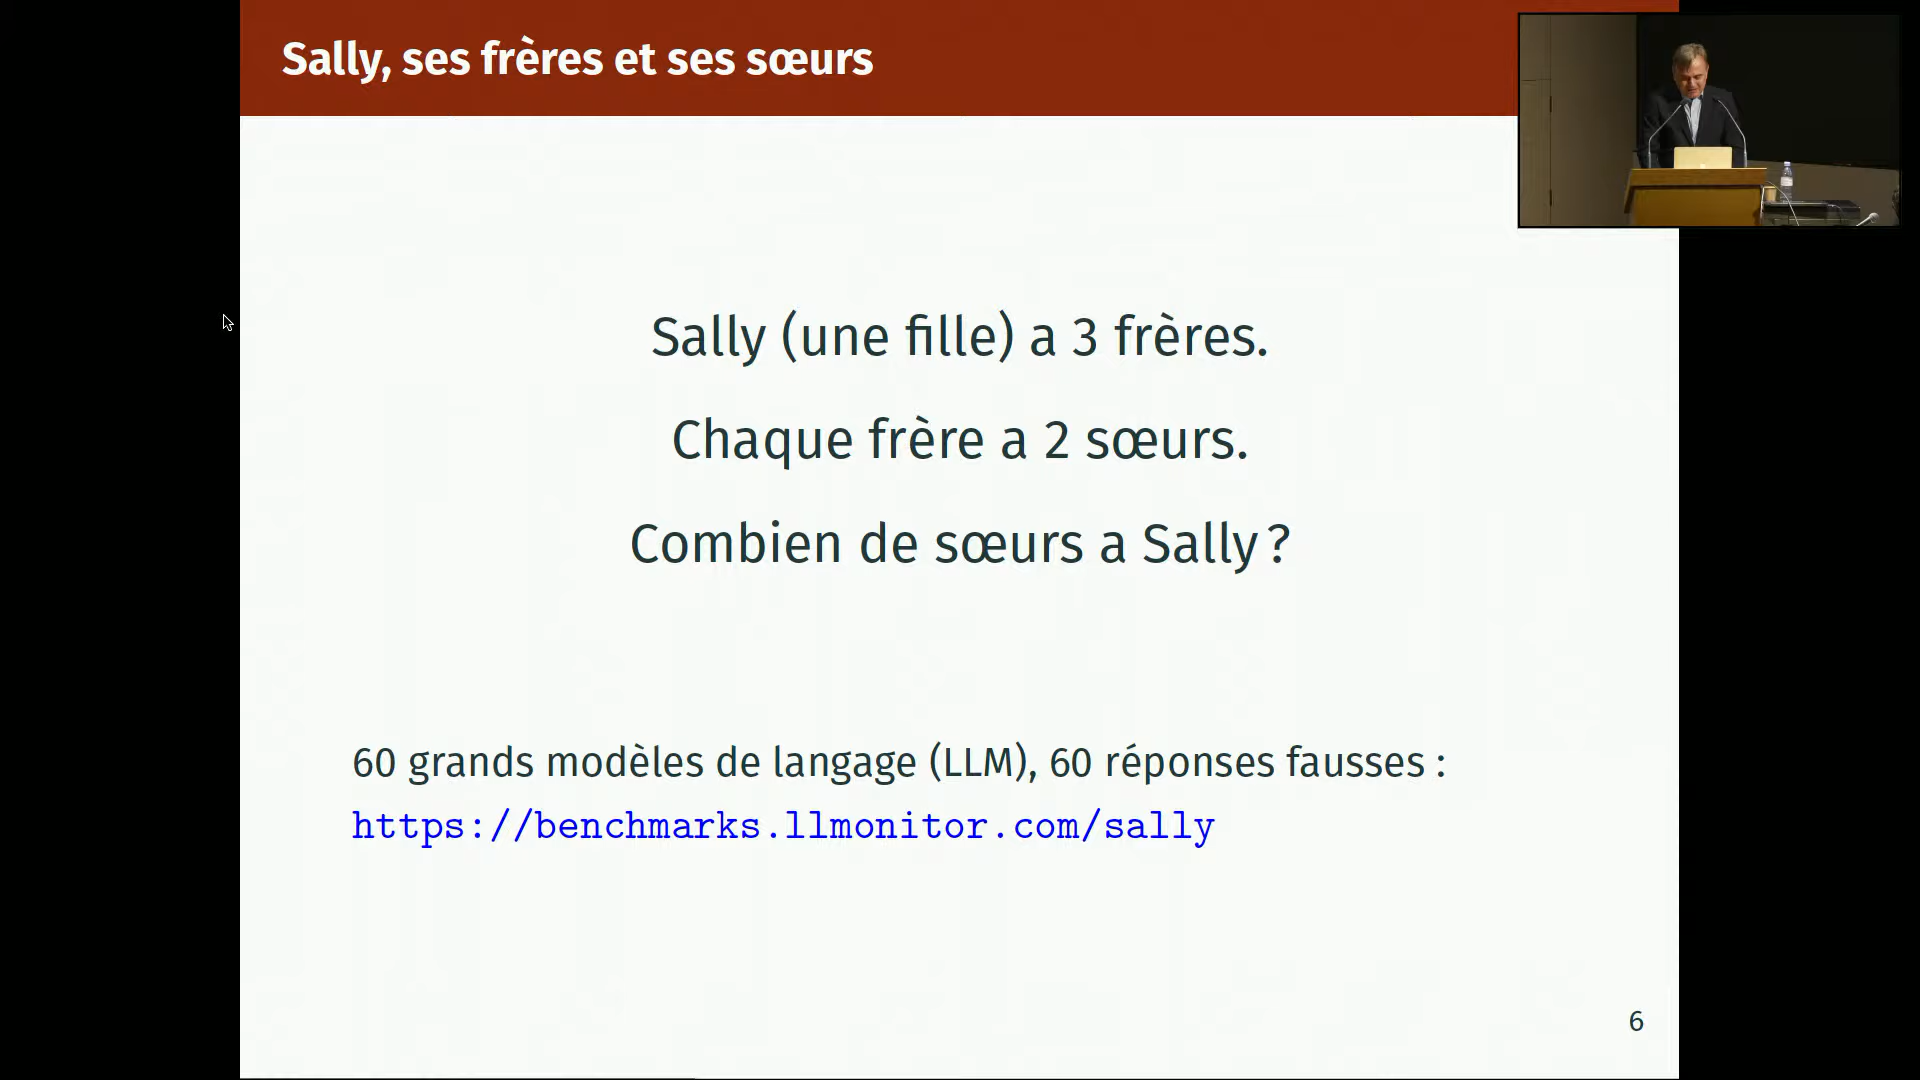 Sally, ses frères et ses sœurs
Sally (une fille) a 3 frères.
Chaque frère a 2 sœurs.
Combien de sœurs a Sally ?
60 grands modèles de langage (LLM), 60 réponses fausses :
https://benchmarks.llmonitor.com/sally
6